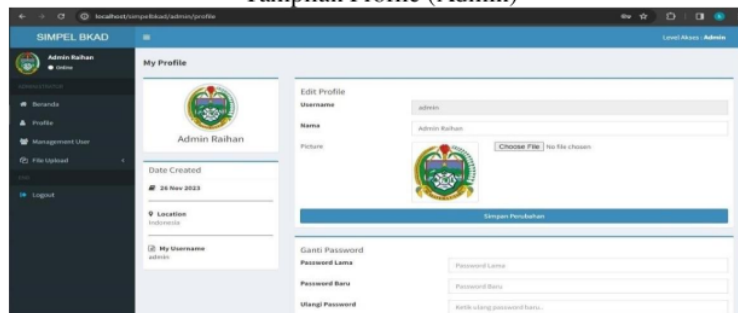 Tampilan Profile (Admin)
localhost/simpelbkad/admin/profile
SIMPEL BKAD
Level Akses : Admin
Admin Raihan
Online
My Profile
ADMINISTRATOR
Beranda
Profile
Management User
File Upload
Logout
Admin Raihan
Date Created
26 Nov 2023
Location
Indonesia
My Username
admin
Edit Profile
Username
admin
Nama
Admin Raihan
Picture
Choose File No file chosen
Simpan Perubahan
Ganti Password
Password Lama
Password Lama
Password Baru
Password Baru
Ulangi Password
Ketik ulang password baru..